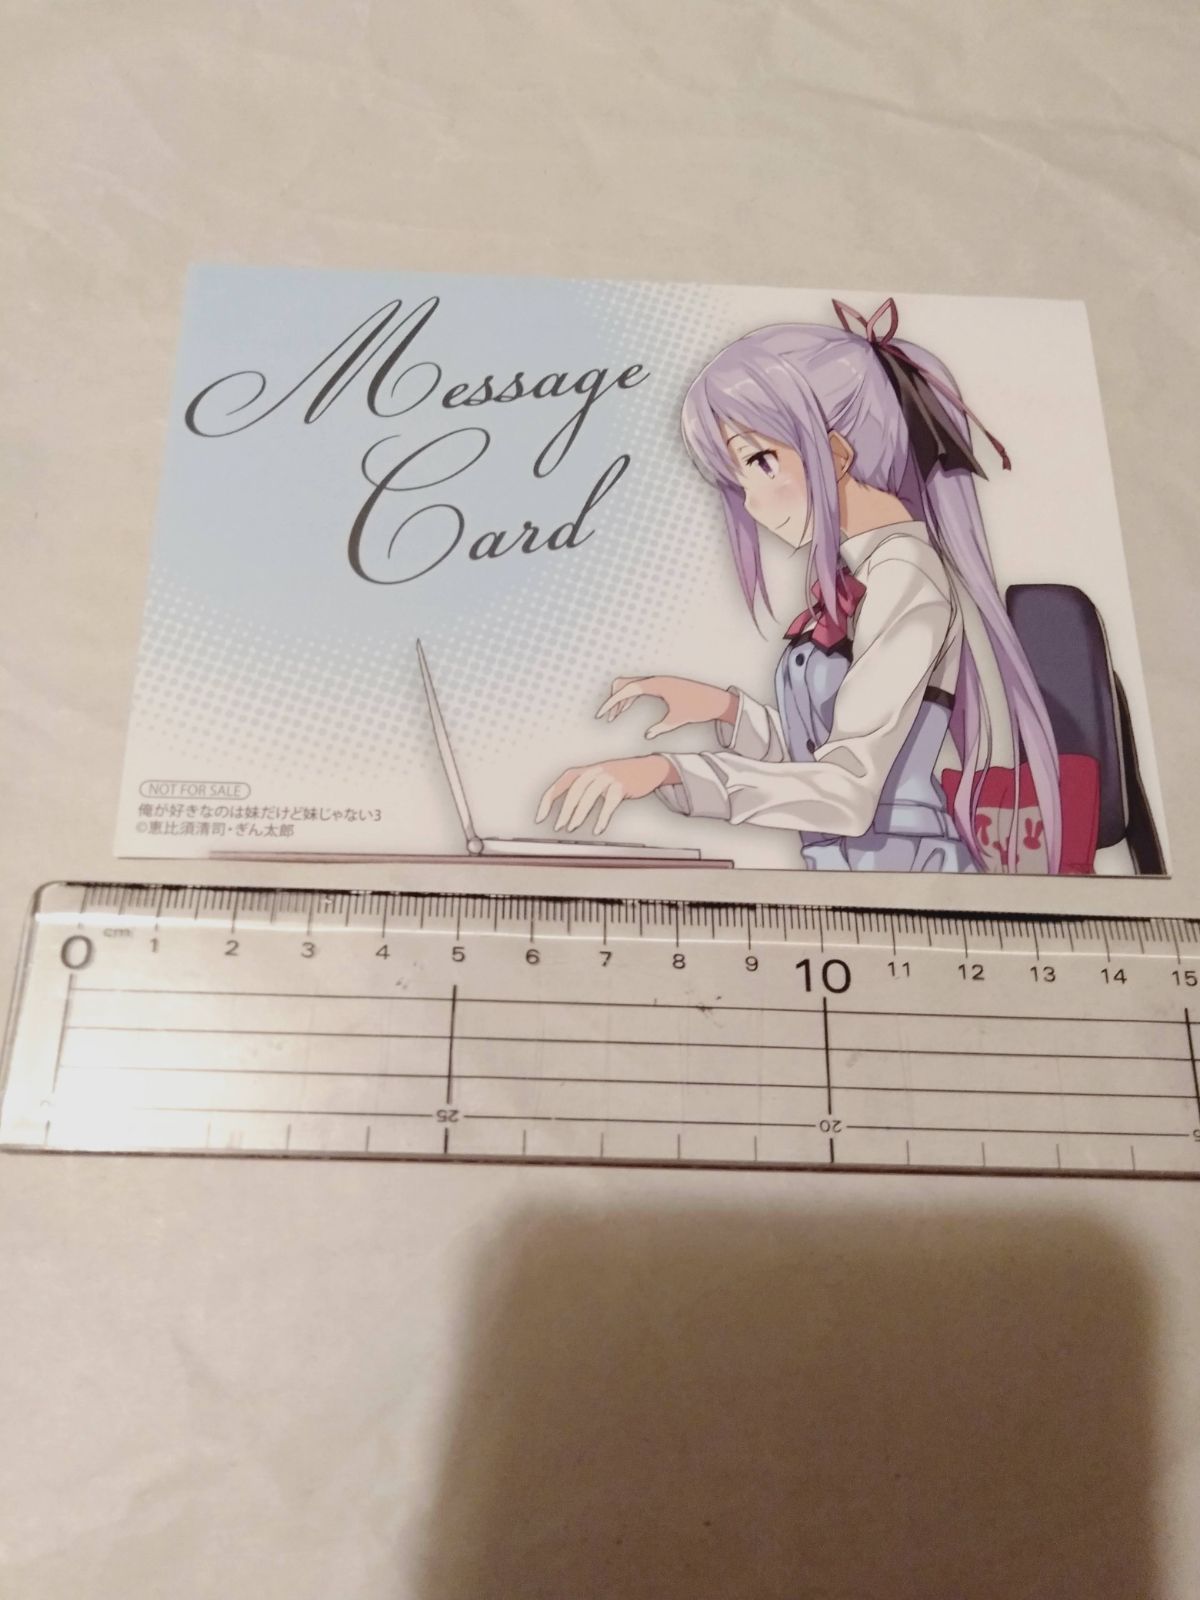 Message
Card
NOT FOR SALE
俺が好きなのは妹だけど妹じゃない3
©恵比須清司・ぎん太郎
0 cm 1 2 3 4 5 6 7 8 9 10 11 12 13 14 15
25 20